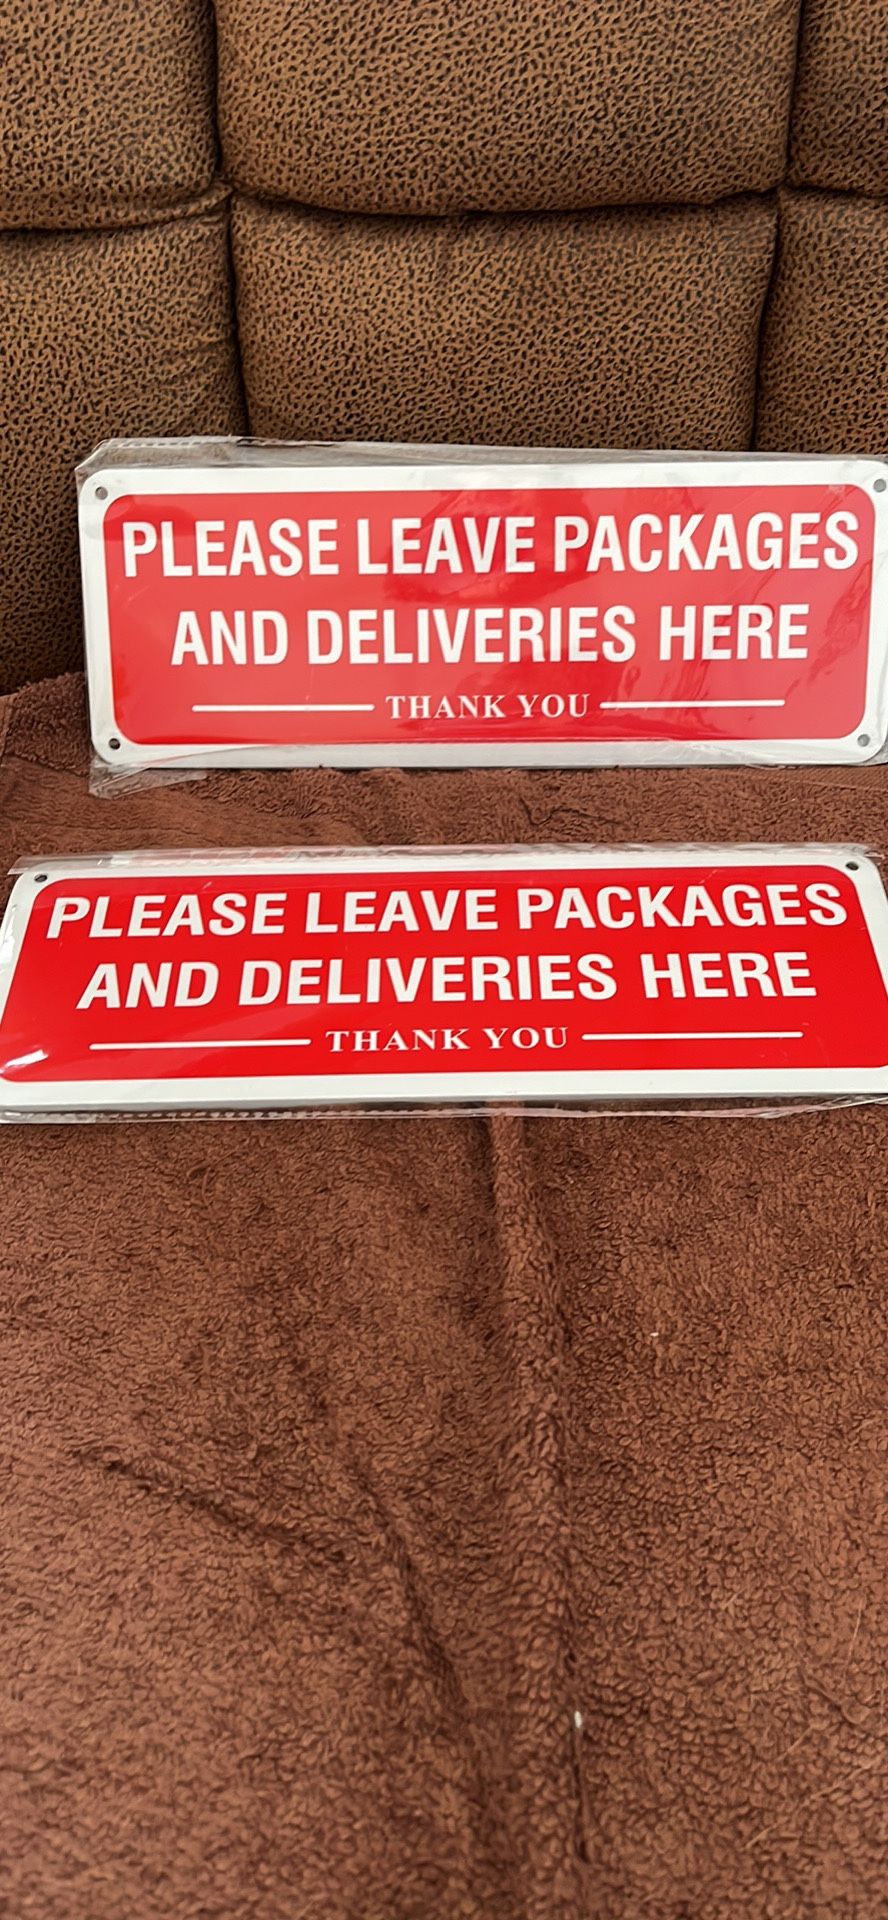 PLEASE LEAVE PACKAGES
AND DELIVERIES HERE
THANK YOU
PLEASE LEAVE PACKAGES
AND DELIVERIES HERE
THANK YOU